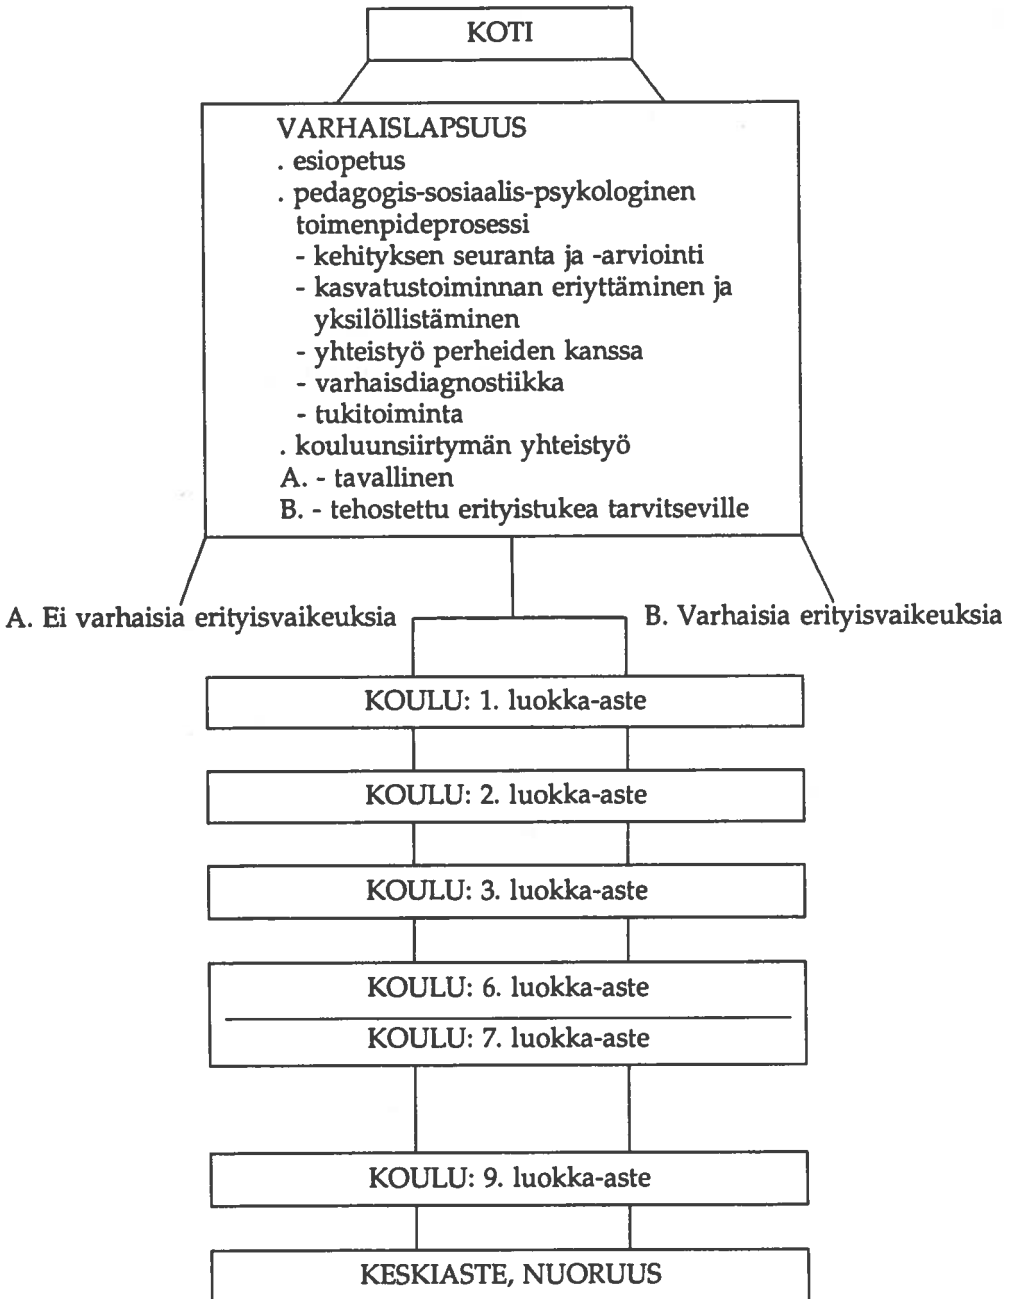 KOTI
VARHAISLAPSUUS
. esiopetus
. pedagogis-sosiaalis-psykologinen
toimenpideprosessi
- kehityksen seuranta ja -arviointi
- kasvatustoiminnan eriyttäminen ja
yksilöllistäminen
- yhteistyö perheiden kanssa
- varhaisdiagnostiikka
- tukitoiminta
. kouluunsiirtymän yhteistyö
A. - tavallinen
B. - tehostettu erityistukea tarvitseville
A. Ei varhaisia erityisvaikeuksia
B. Varhaisia erityisvaikeuksia
KOULU: 1. luokka-aste
KOULU: 2. luokka-aste
KOULU: 3. luokka-aste
KOULU: 6. luokka-aste
KOULU: 7. luokka-aste
KOULU: 9. luokka-aste
KESKIASTE, NUORUUS